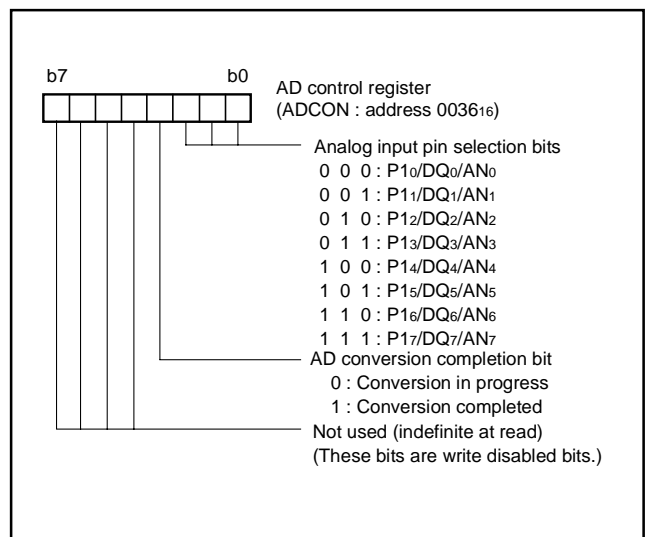 b7 b0
AD control register
(ADCON : address 0036₁₆)
Analog input pin selection bits
0 0 0 : P1₀/DQ₀/AN₀
0 0 1 : P1₁/DQ₁/AN₁
0 1 0 : P1₂/DQ₂/AN₂
0 1 1 : P1₃/DQ₃/AN₃
1 0 0 : P1₄/DQ₄/AN₄
1 0 1 : P1₅/DQ₅/AN₅
1 1 0 : P1₆/DQ₆/AN₆
1 1 1 : P1₇/DQ₇/AN₇
AD conversion completion bit
0 : Conversion in progress
1 : Conversion completed
Not used (indefinite at read)
(These bits are write disabled bits.)